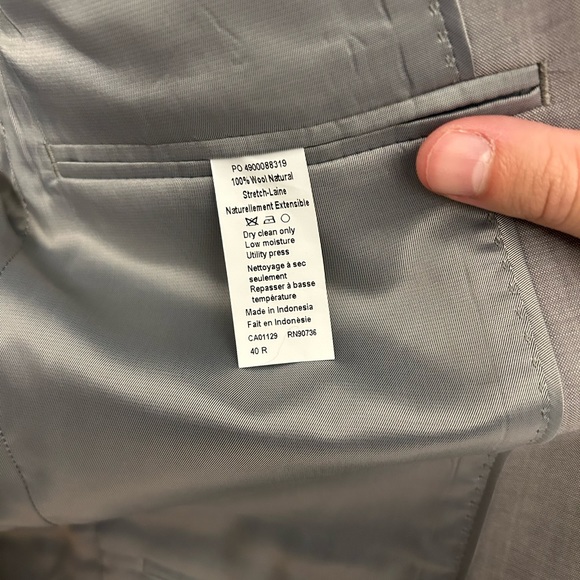 PO 4900088319
100% Wool Natural
Stretch-Laine
Naturellement Extensible
Dry clean only
Low moisture
Utility press
Nettoyage à sec
seulement
Repasser à basse
température
Made in Indonesia
Fait en Indonèsie
CA01129 RN90736
40 R